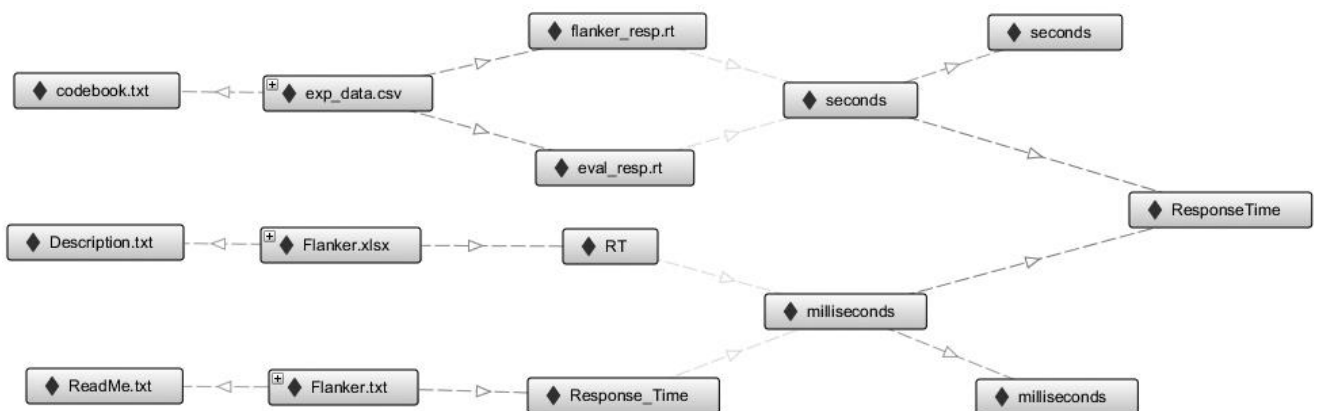 flanker_resp.rt
seconds
codebook.txt
exp_data.csv
seconds
eval_resp.rt
ResponseTime
Description.txt
Flanker.xlsx
RT
milliseconds
ReadMe.txt
Flanker.txt
Response_Time
milliseconds